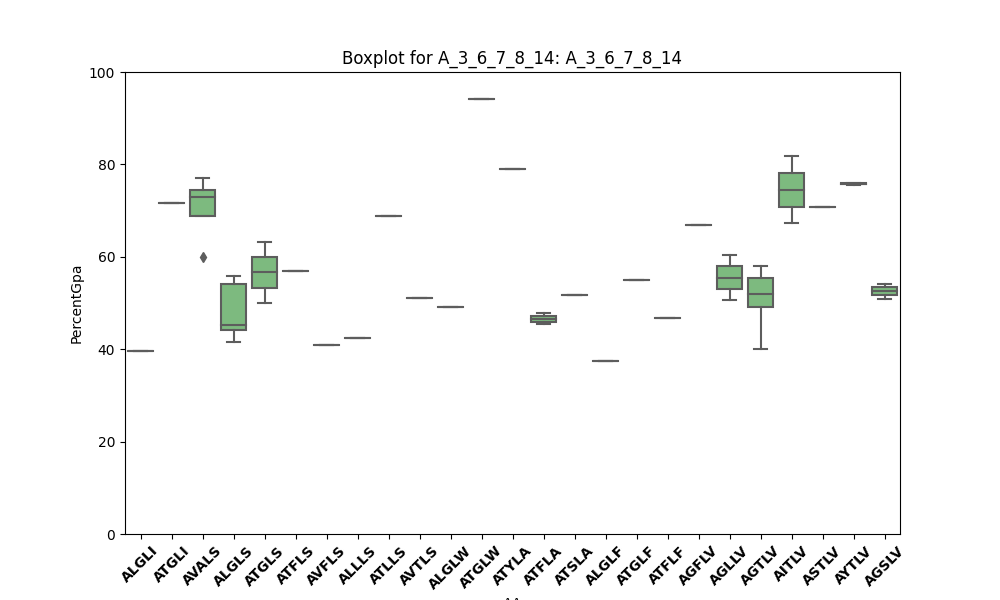 Boxplot for A_3_6_7_8_14: A_3_6_7_8_14
100
80
60
40
20
0
PercentGpa
ALGLI ATGLI AVALS ALGLS ATGLS ATFLS AVFLS ALLLS ATLLS AVTLS ALGLW ATGLW ATYLA ATFLA ATSLA ALGLF ATGLF ATFLF AGFLV AGLLV AGTLV AITLV ASTLV AYTLV AGSLV